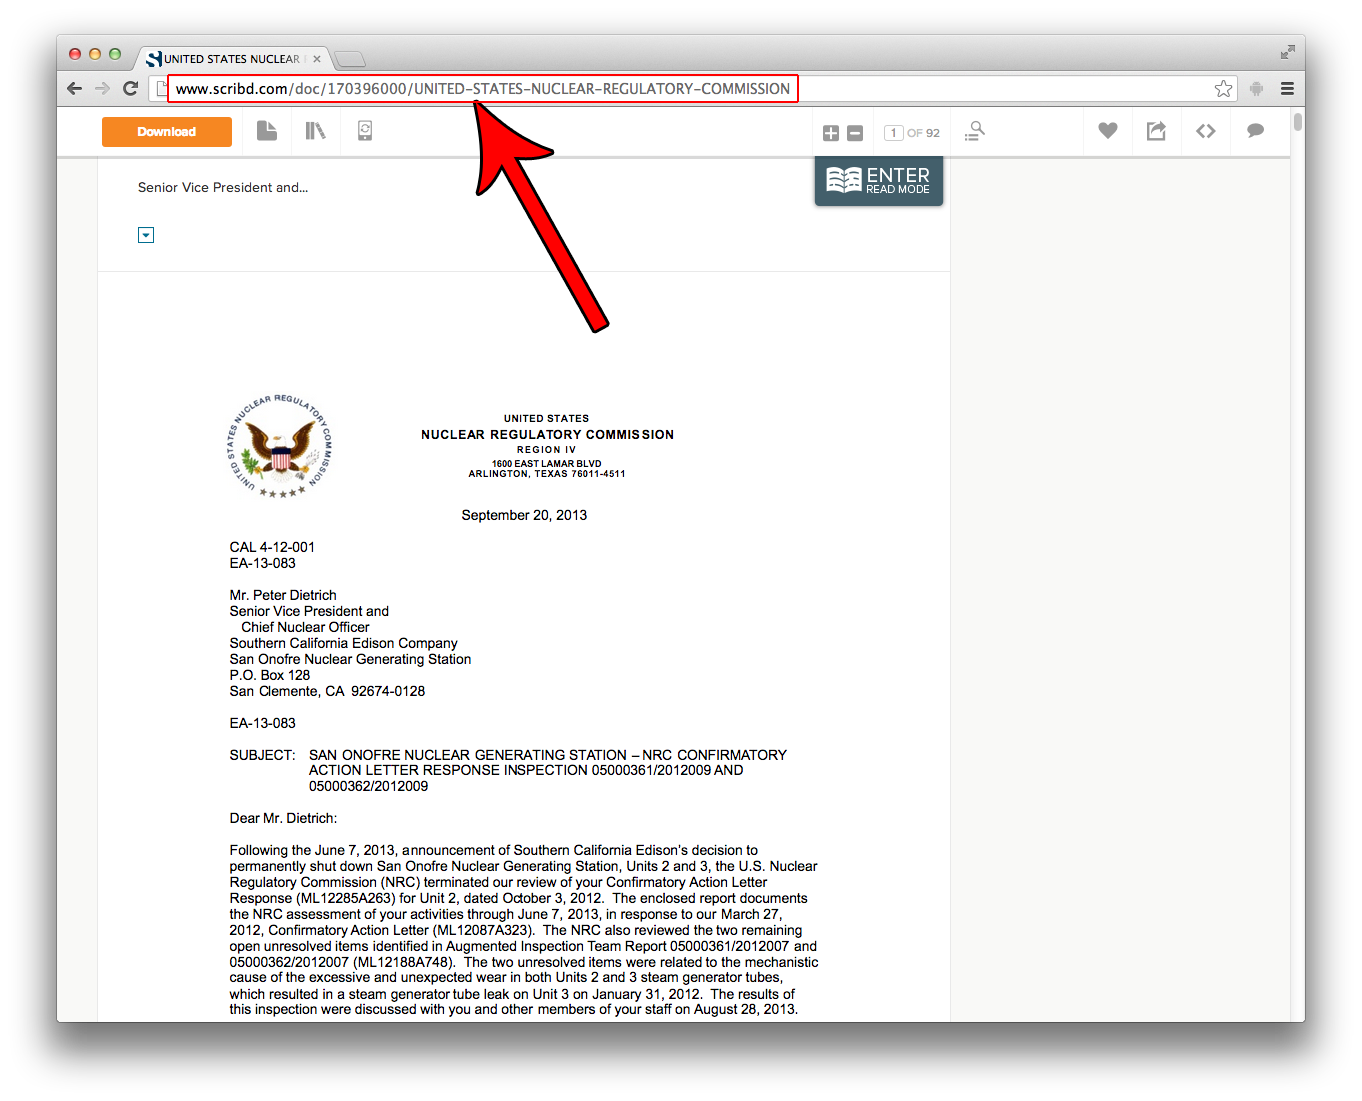 UNITED STATES NUCLEAR
www.scribd.com/doc/170396000/UNITED-STATES-NUCLEAR-REGULATORY-COMMISSION
Download
1 OF 92
Senior Vice President and...
ENTER
READ MODE
UNITED STATES NUCLEAR REGULATORY COMMISSION
UNITED STATES
NUCLEAR REGULATORY COMMISSION
REGION IV
1600 EAST LAMAR BLVD
ARLINGTON, TEXAS 76011-4511
September 20, 2013
CAL 4-12-001
EA-13-083
Mr. Peter Dietrich
Senior Vice President and
Chief Nuclear Officer
Southern California Edison Company
San Onofre Nuclear Generating Station
P.O. Box 128
San Clemente, CA 92674-0128
EA-13-083
SUBJECT: SAN ONOFRE NUCLEAR GENERATING STATION – NRC CONFIRMATORY
ACTION LETTER RESPONSE INSPECTION 05000361/2012009 AND
05000362/2012009
Dear Mr. Dietrich:
Following the June 7, 2013, announcement of Southern California Edison's decision to
permanently shut down San Onofre Nuclear Generating Station, Units 2 and 3, the U.S. Nuclear
Regulatory Commission (NRC) terminated our review of your Confirmatory Action Letter
Response (ML12285A263) for Unit 2, dated October 3, 2012. The enclosed report documents
the NRC assessment of your activities through June 7, 2013, in response to our March 27,
2012, Confirmatory Action Letter (ML12087A323). The NRC also reviewed the two remaining
open unresolved items identified in Augmented Inspection Team Report 05000361/2012007 and
05000362/2012007 (ML12188A748). The two unresolved items were related to the mechanistic
cause of the excessive and unexpected wear in both Units 2 and 3 steam generator tubes,
which resulted in a steam generator tube leak on Unit 3 on January 31, 2012. The results of
this inspection were discussed with you and other members of your staff on August 28, 2013.